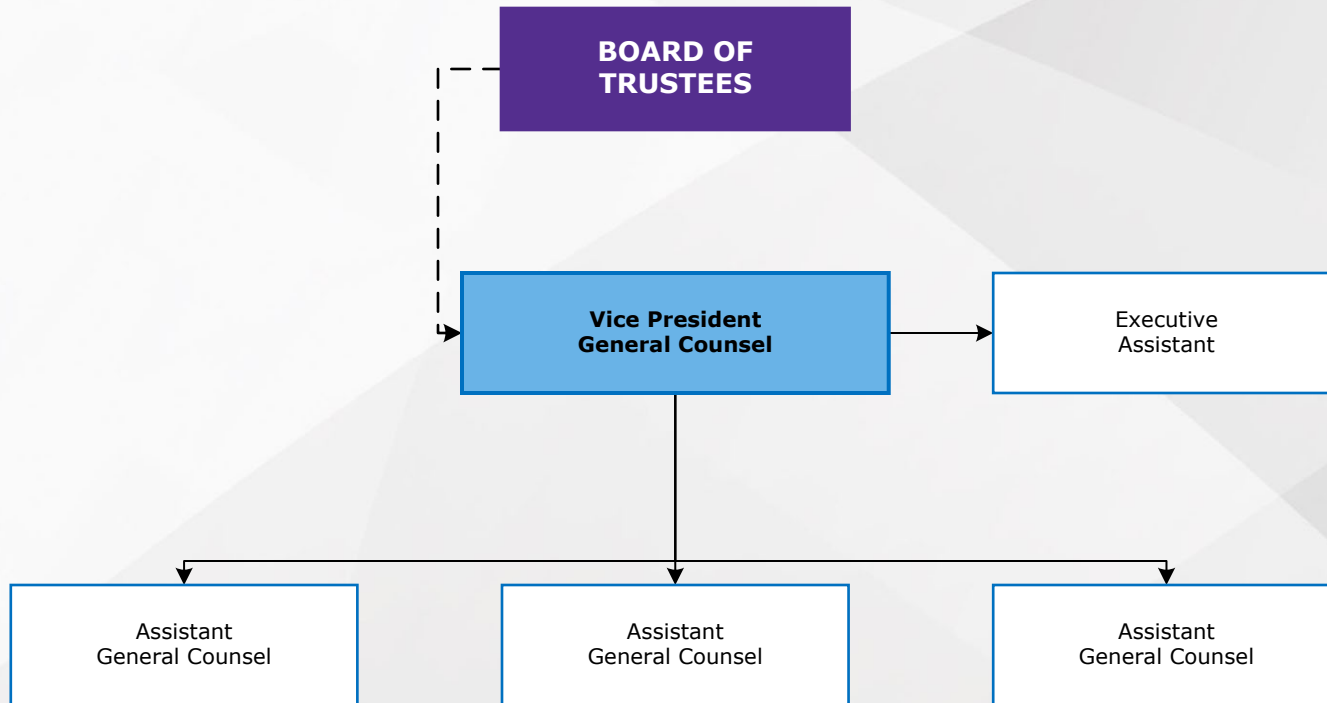 BOARD OF
TRUSTEES
Vice President
General Counsel
Executive
Assistant
Assistant
General Counsel
Assistant
General Counsel
Assistant
General Counsel